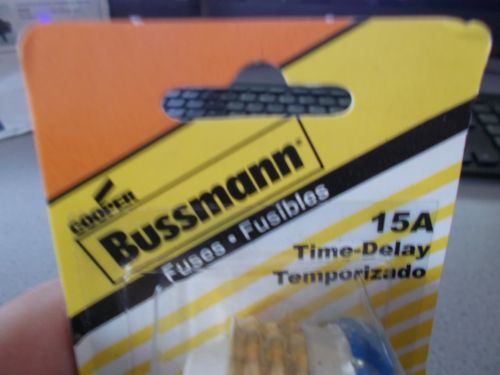 COOPER
Bussmann
Fuses • Fusibles
15A
Time-Delay
Temporizado